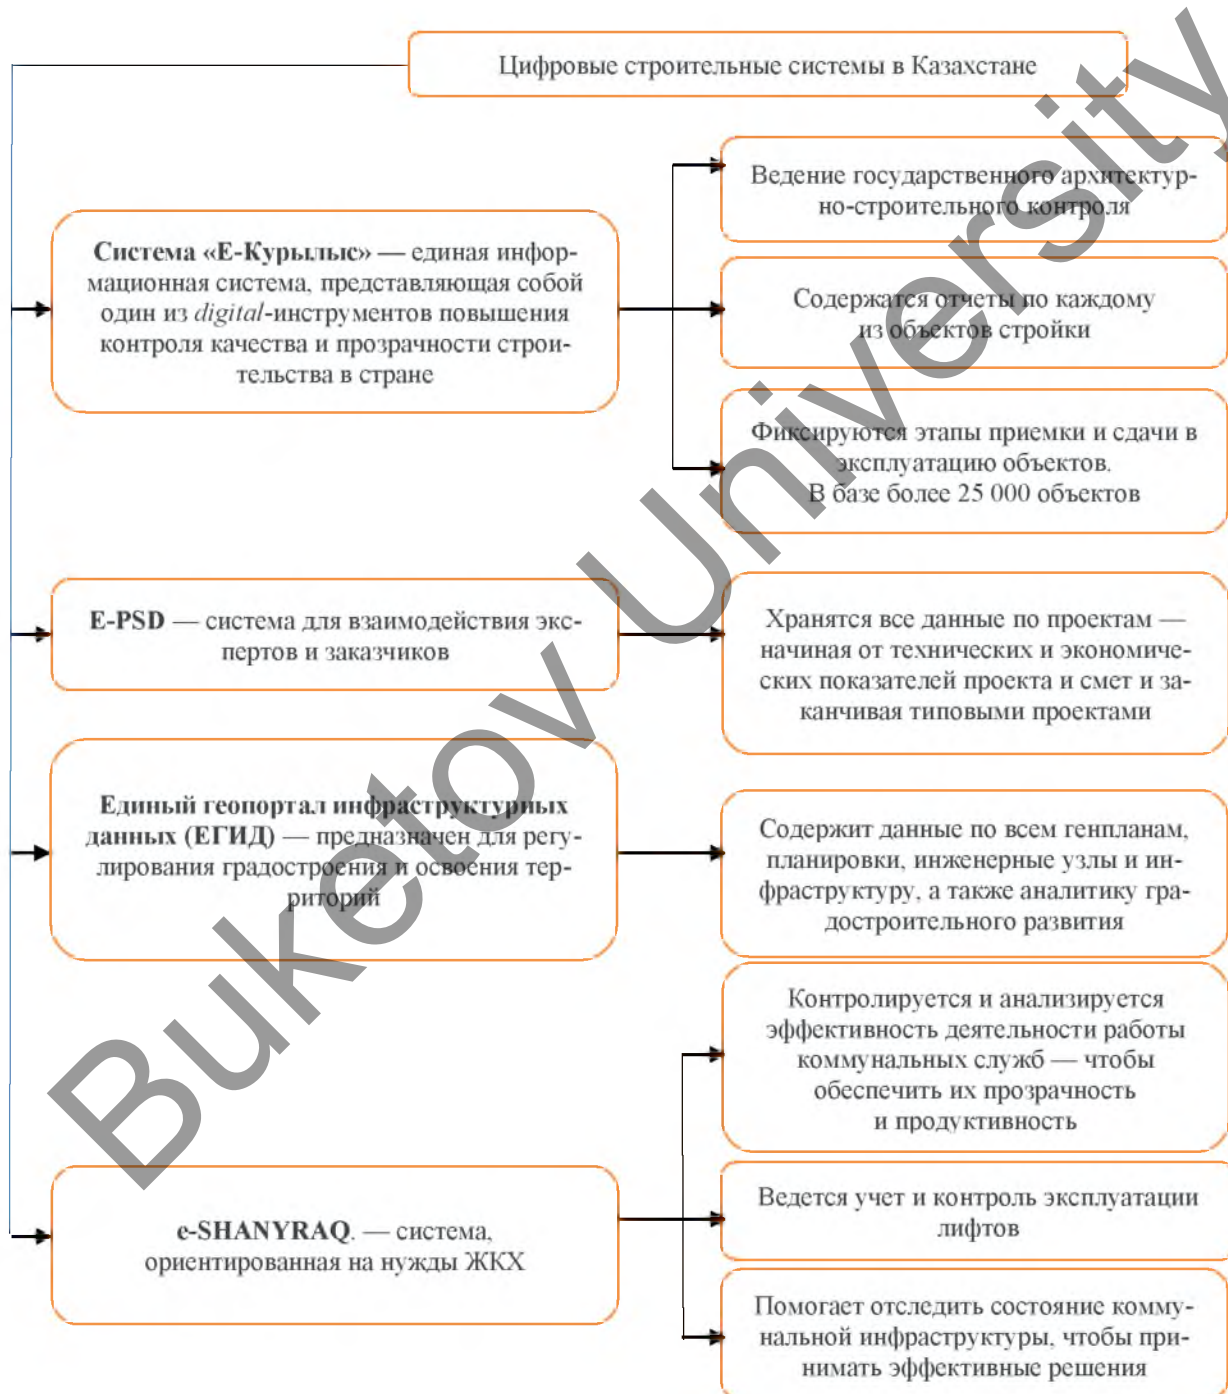 Цифровые строительные системы в Казахстане
Система «Е-Курылыс» — единая инфор-
мационная система, представляющая собой
один из digital-инструментов повышения
контроля качества и прозрачности строи-
тельства в стране
Ведение государственного архитектур-
но-строительного контроля
Содержатся отчеты по каждому
из объектов стройки
Фиксируются этапы приемки и сдачи в
эксплуатацию объектов.
В базе более 25 000 объектов
E-PSD — система для взаимодействия экс-
пертов и заказчиков
Хранятся все данные по проектам —
начиная от технических и экономиче-
ских показателей проекта и смет и за-
канчивая типовыми проектами
Единый геопортал инфраструктурных
данных (ЕГИД) — предназначен для регу-
лирования градостроения и освоения тер-
риторий
Содержит данные по всем генпланам,
планировки, инженерные узлы и ин-
фраструктуру, а также аналитику гра-
достроительного развития
e-SHANYRAQ. — система,
ориентированная на нужды ЖКХ
Контролируется и анализируется
эффективность деятельности работы
коммунальных служб — чтобы
обеспечить их прозрачность
и продуктивность
Ведется учет и контроль эксплуатации
лифтов
Помогает отследить состояние комму-
нальной инфраструктуры, чтобы при-
нимать эффективные решения
Buketov University